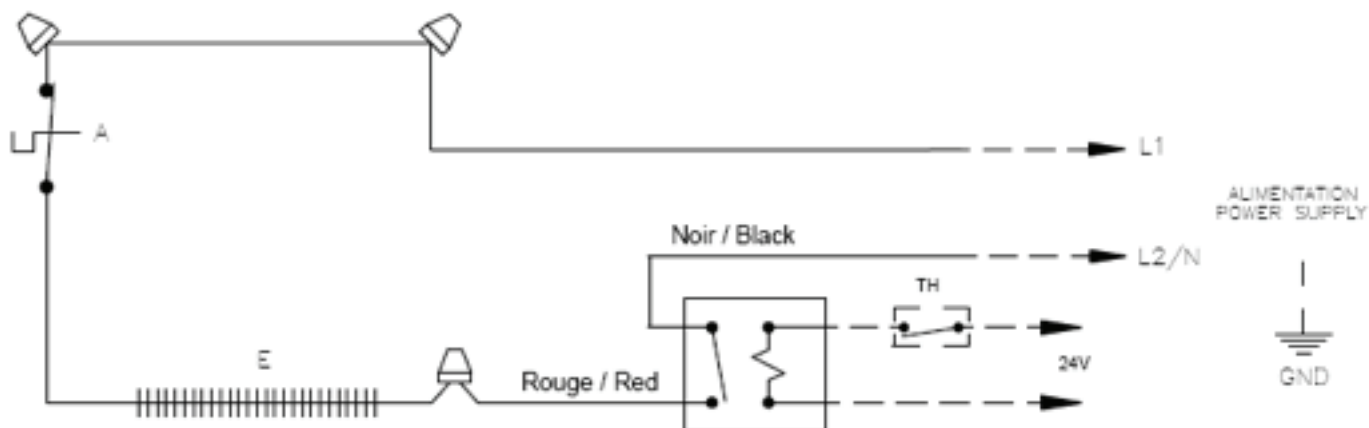 A
L1
ALIMENTATION
POWER SUPPLY
Noir / Black
L2/N
TH
E
24V
Rouge / Red
GND